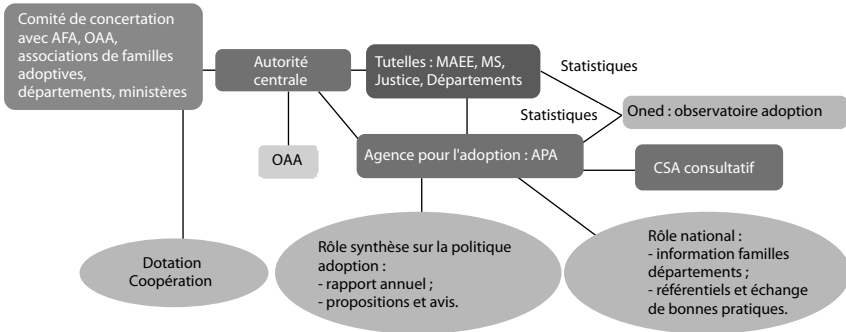 Comité de concertation
avec AFA, OAA,
associations de familles
adoptives,
départements, ministères
Autorité
centrale
Tutelles : MAEE, MS,
Justice, Départements
Statistiques
Statistiques
Oned : observatoire adoption
OAA
Agence pour l'adoption : APA
CSA consultatif
Dotation
Coopération
Rôle synthèse sur la politique
adoption :
- rapport annuel ;
- propositions et avis.
Rôle national :
- information familles
départements ;
- référentiels et échange
de bonnes pratiques.